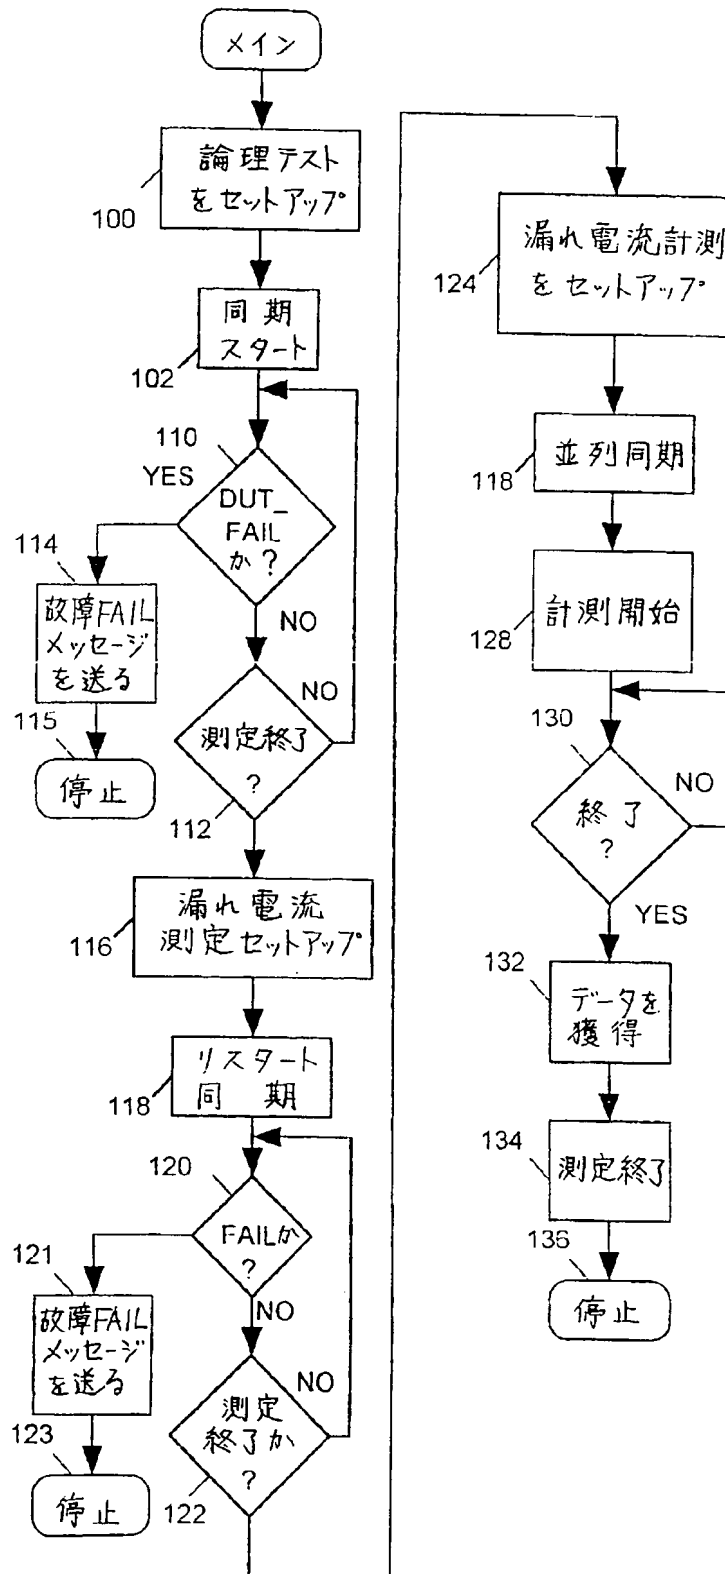 メイン
論理テスト
をセットアップ
100
同期
スタート
102
110
YES
DUT_
FAIL
か?
114
NO
故障FAIL
メッセージ
を送る
NO
115
測定終了
?
停止
112
漏れ電流
測定セットアップ
116
リスタート
同期
118
120
FAILか
?
121
NO
故障FAIL
メッセージ
を送る
NO
測定
終了か
?
123
122
停止
漏れ電流計測
をセットアップ
124
並列同期
118
計測開始
128
130
NO
終了
?
YES
132
データを
獲得
134
測定終了
136
停止